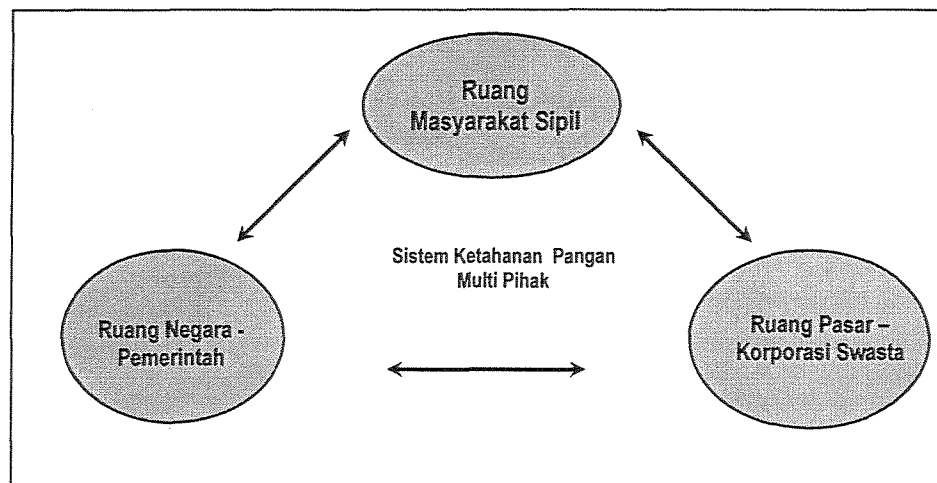 Ruang
Masyarakat Sipil
Sistem Ketahanan Pangan
Multi Pihak
Ruang Negara -
Pemerintah
Ruang Pasar –
Korporasi Swasta